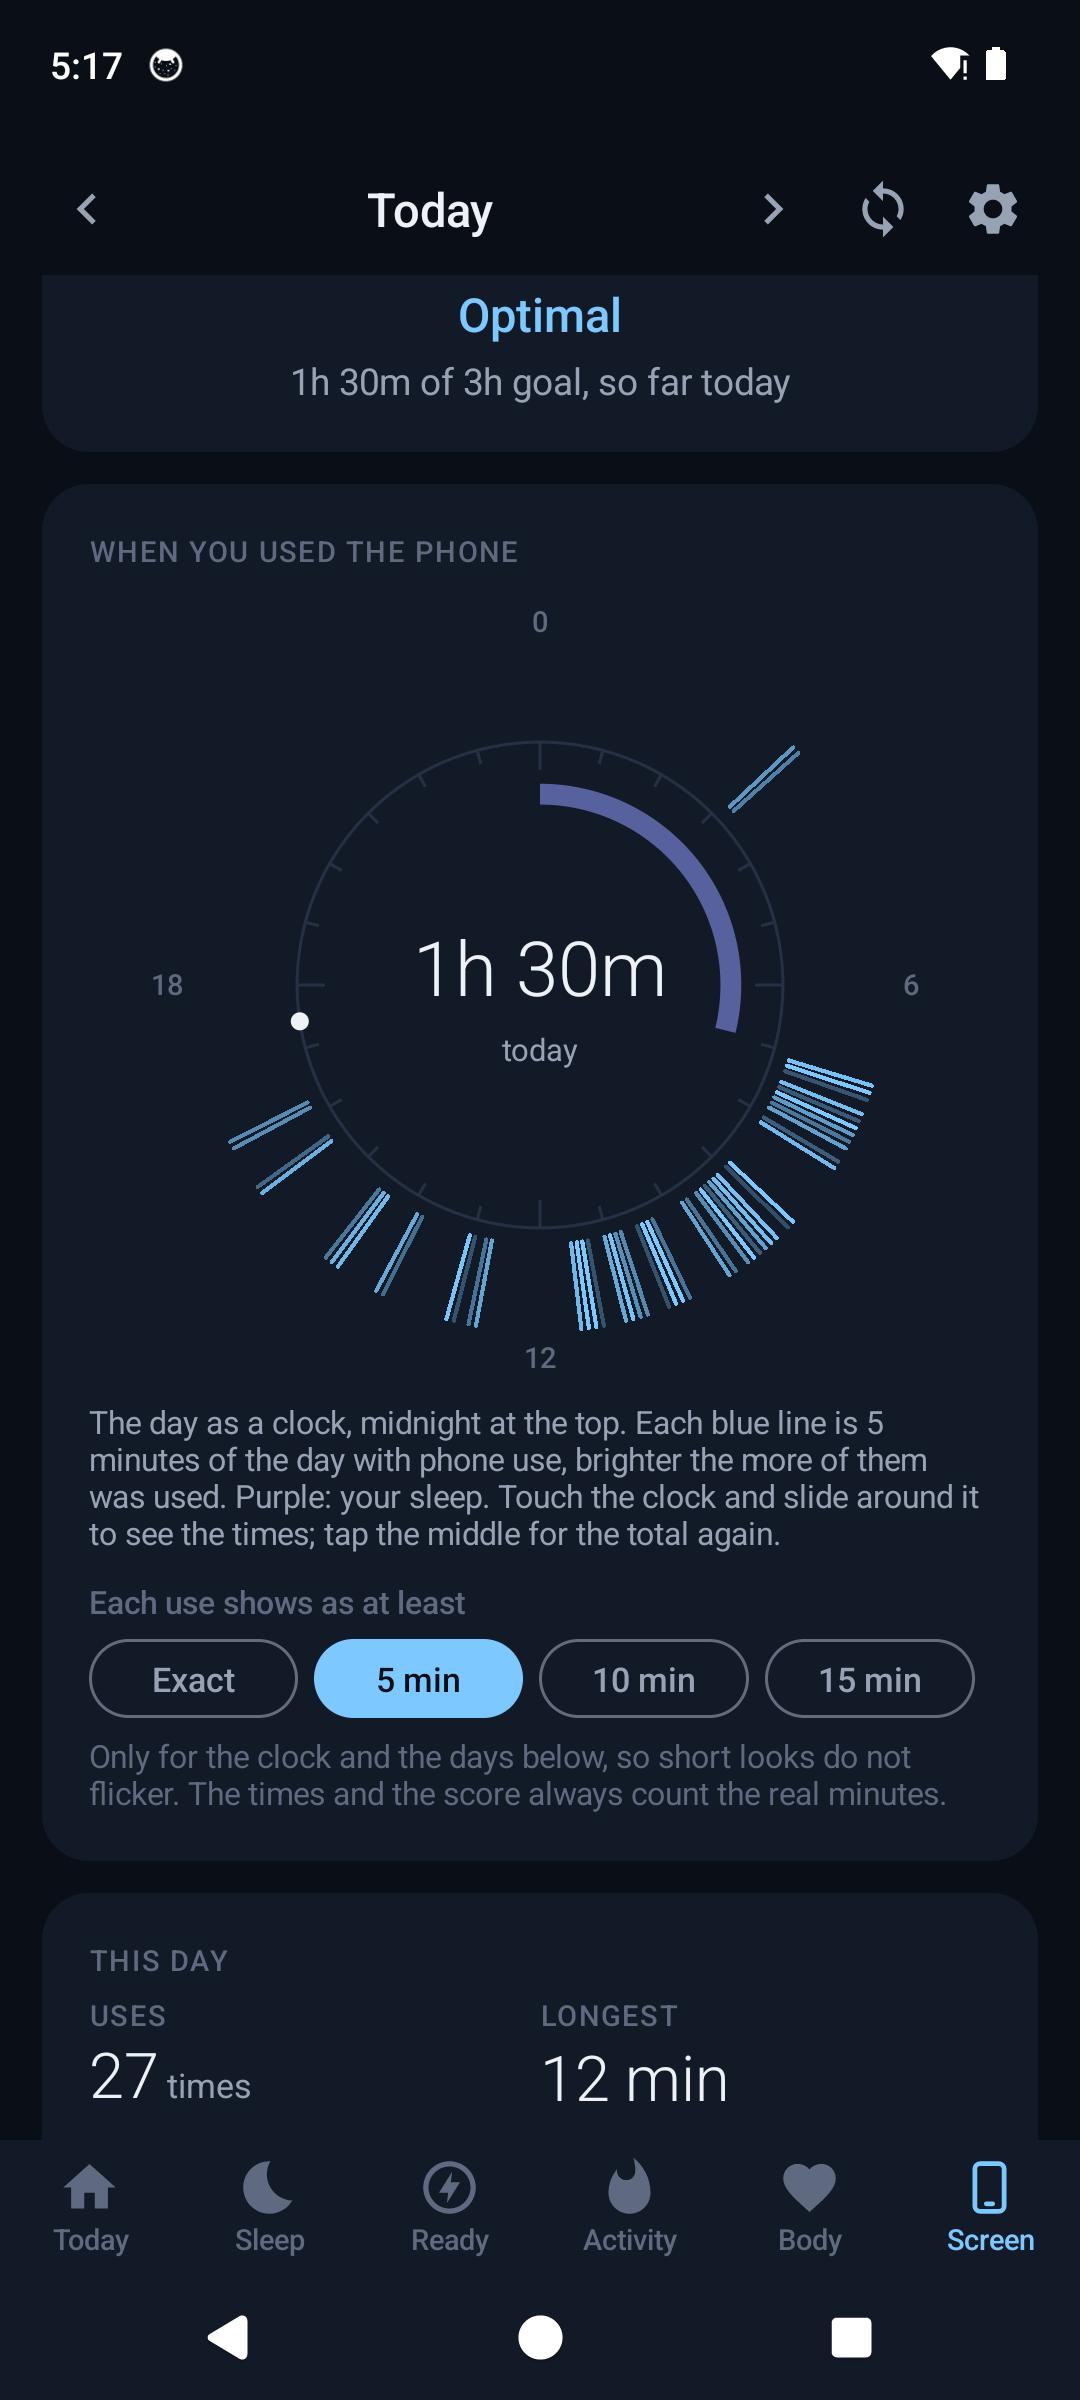 5:17
Today
Optimal
1h 30m of 3h goal, so far today
WHEN YOU USED THE PHONE
0
18
6
1h 30m
today
12
The day as a clock, midnight at the top. Each blue line is 5
minutes of the day with phone use, brighter the more of them
was used. Purple: your sleep. Touch the clock and slide around it
to see the times; tap the middle for the total again.
Each use shows as at least
Exact
5 min
10 min
15 min
Only for the clock and the days below, so short looks do not
flicker. The times and the score always count the real minutes.
THIS DAY
USES
LONGEST
27 times
12 min
Today
Sleep
Ready
Activity
Body
Screen